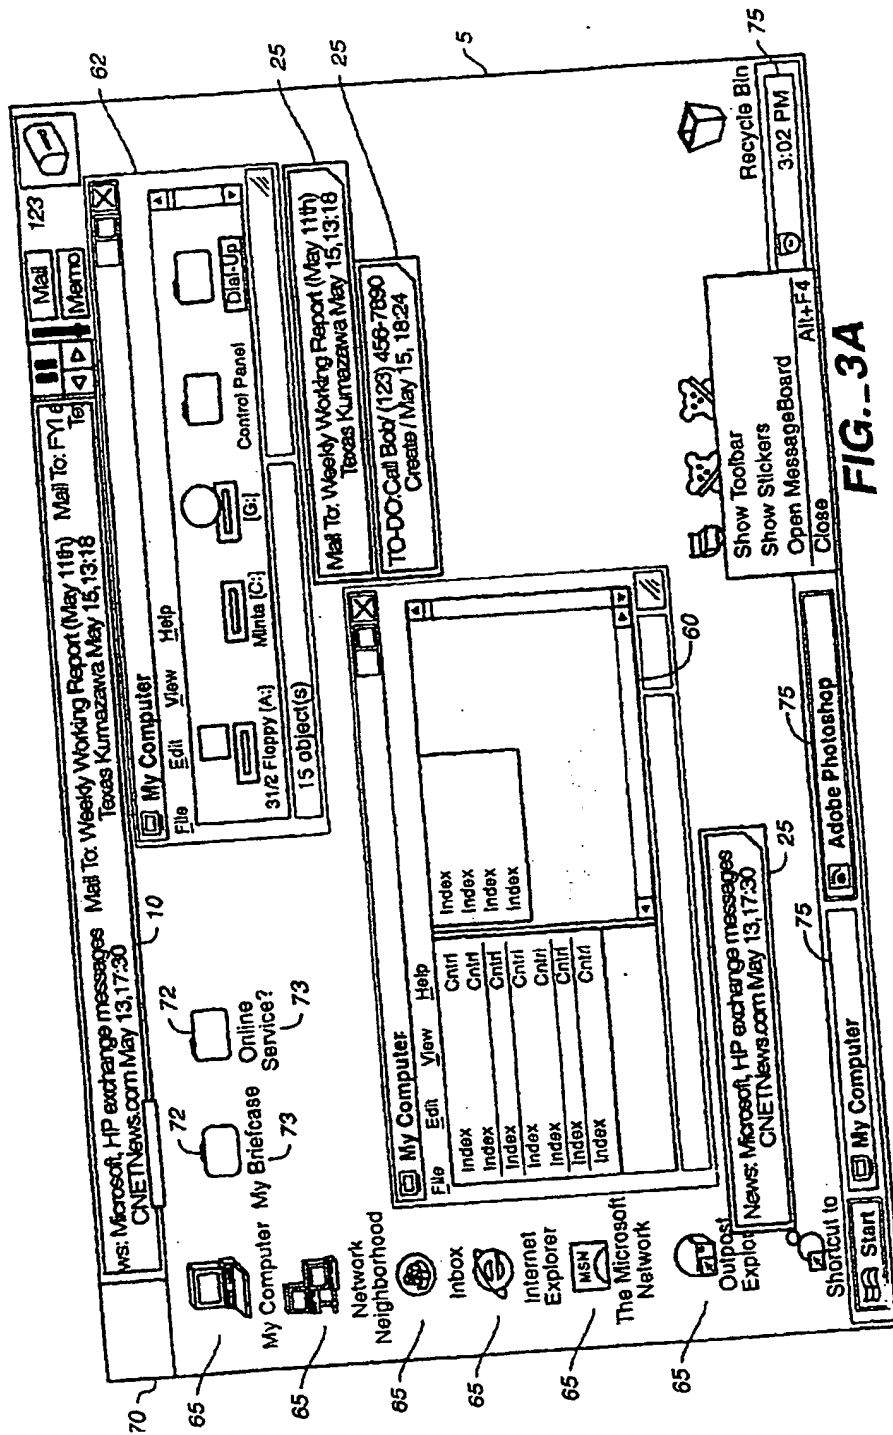 123
62
25
25
5
75
ws: Microsoft, HP exchange messages
CNETNews.com May 13,17:30
Mail To: Weekly Working Report (May 11th)
Texas Kumazawa May 15,13:18
Mail To: FYI
Mail
Memo
10
My Computer
File Edit View Help
31/2 Floppy [A:]
Minta [C:]
[G:]
Control Panel
Dial-Up
15 object(s)
Mail To: Weekly Working Report (May 11th)
Texas Kumazawa May 15,13:18
TO-DO:Call Bob/ (123) 456-7890
Create / May 15, 18:24
70
65
My Computer
72
My Briefcase
73
72
Online
Service?
73
65
Network
Neighborhood
65
Inbox
65
Internet
Explorer
65
MSN
The Microsoft
Network
65
Outpost
Explo
Shortcut to
My Computer
File Edit View Help
Index Cntrl
Index Cntrl
Index Cntrl
Index Cntrl
Index Cntrl
Index Cntrl
Index Cntrl
Index
Index
Index
Index
60
News: Microsoft, HP exchange messages
CNETNews.com May 13,17:30
25
Recycle Bin
Show Toolbar
Show Stickers
Open MessageBoard
Close Alt+F4
Start
My Computer
75
Adobe Photoshop
75
3:02 PM
FIG._3A